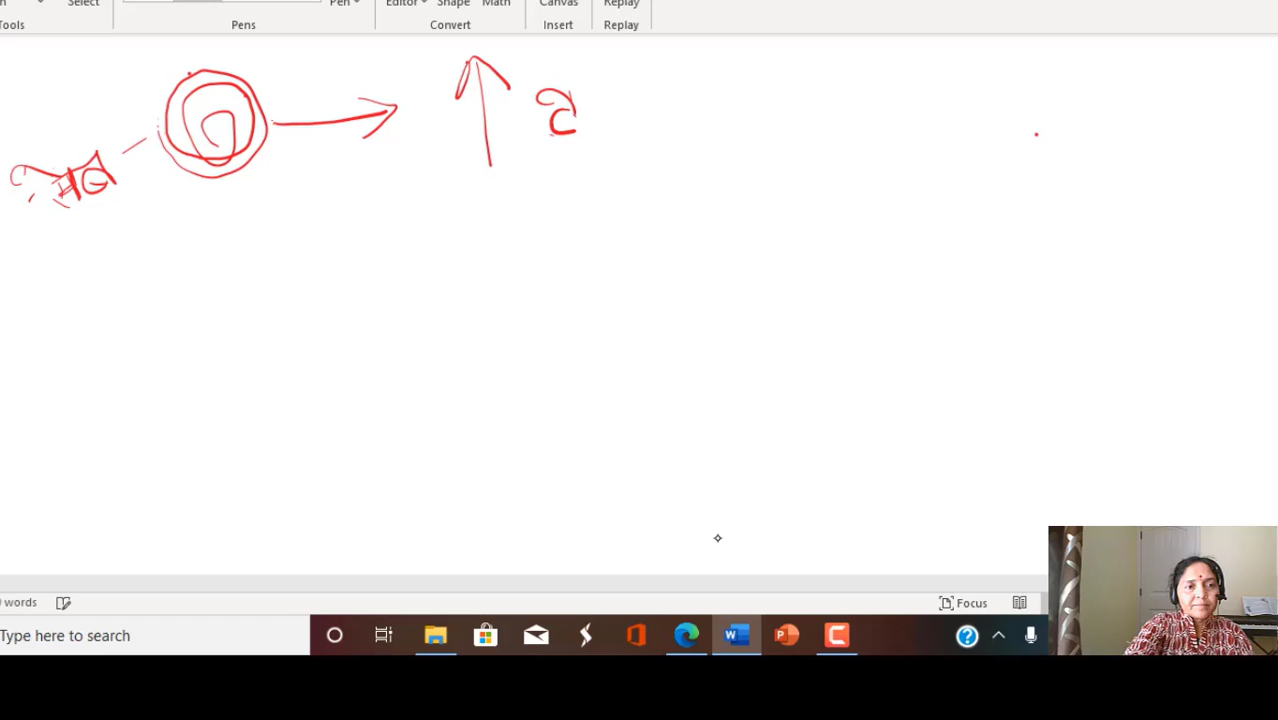 Tools
Select
Pens
Pen
Editor
Shape
Math
Convert
Canvas
Insert
Replay
Replay
words
Focus
Type here to search